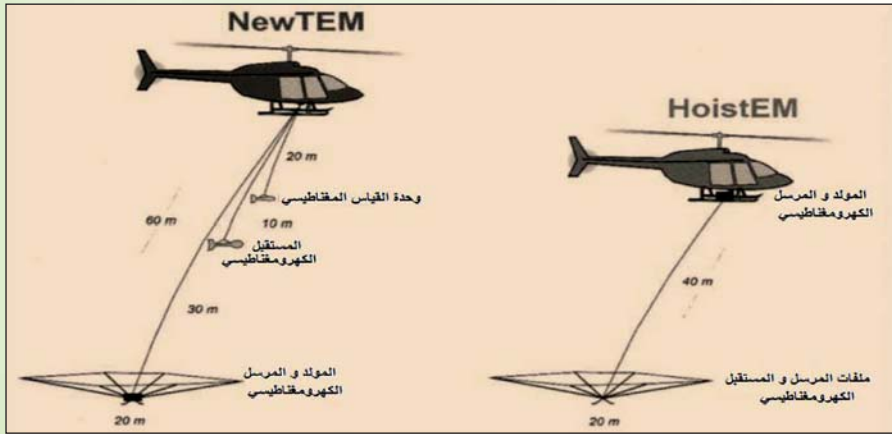 NewTEM
20 m
وحدة القياس المغناطيسي
60 m
10 m
المستقبل
الكهرومغناطيسي
30 m
المولد و المرسل
الكهرومغناطيسي
20 m
HoistEM
المولد و المرسل
الكهرومغناطيسي
40 m
ملفات المرسل و المستقبل
الكهرومغناطيسي
20 m